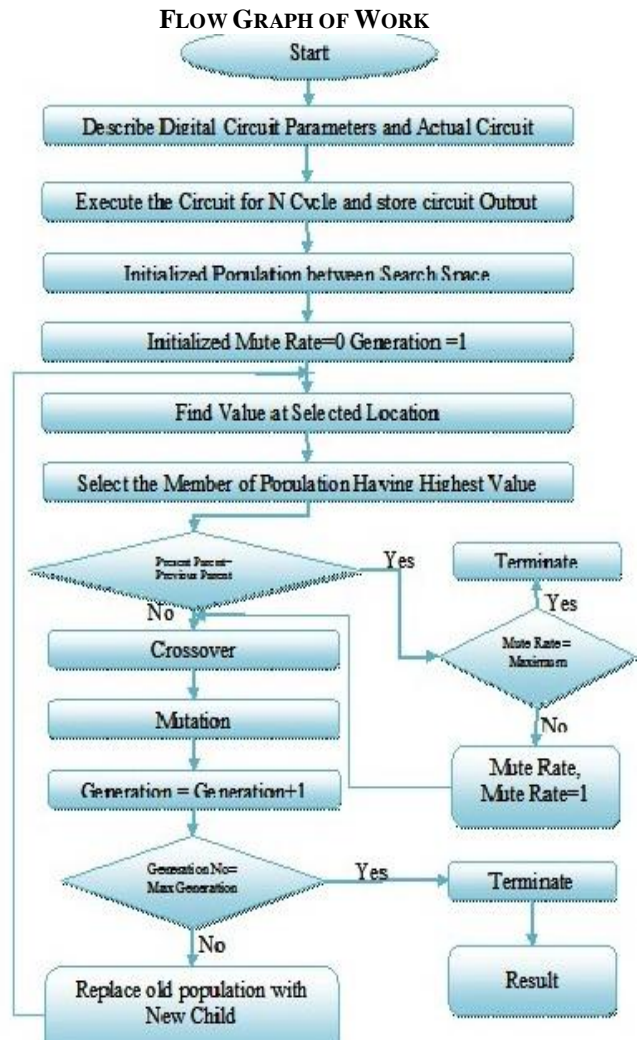 FLOW GRAPH OF WORK
Start
Describe Digital Circuit Parameters and Actual Circuit
Execute the Circuit for N Cycle and store circuit Output
Initialized Population between Search Space
Initialized Mute Rate=0 Generation =1
Find Value at Selected Location
Select the Member of Population Having Highest Value
Present Parent=
Previous Parent
Yes
No
Terminate
Yes
Mute Rate=
Maximum
No
Mute Rate,
Mute Rate=1
Crossover
Mutation
Generation = Generation+1
Generation No=
Max Generation
Yes
Terminate
No
Result
Replace old population with
New Child